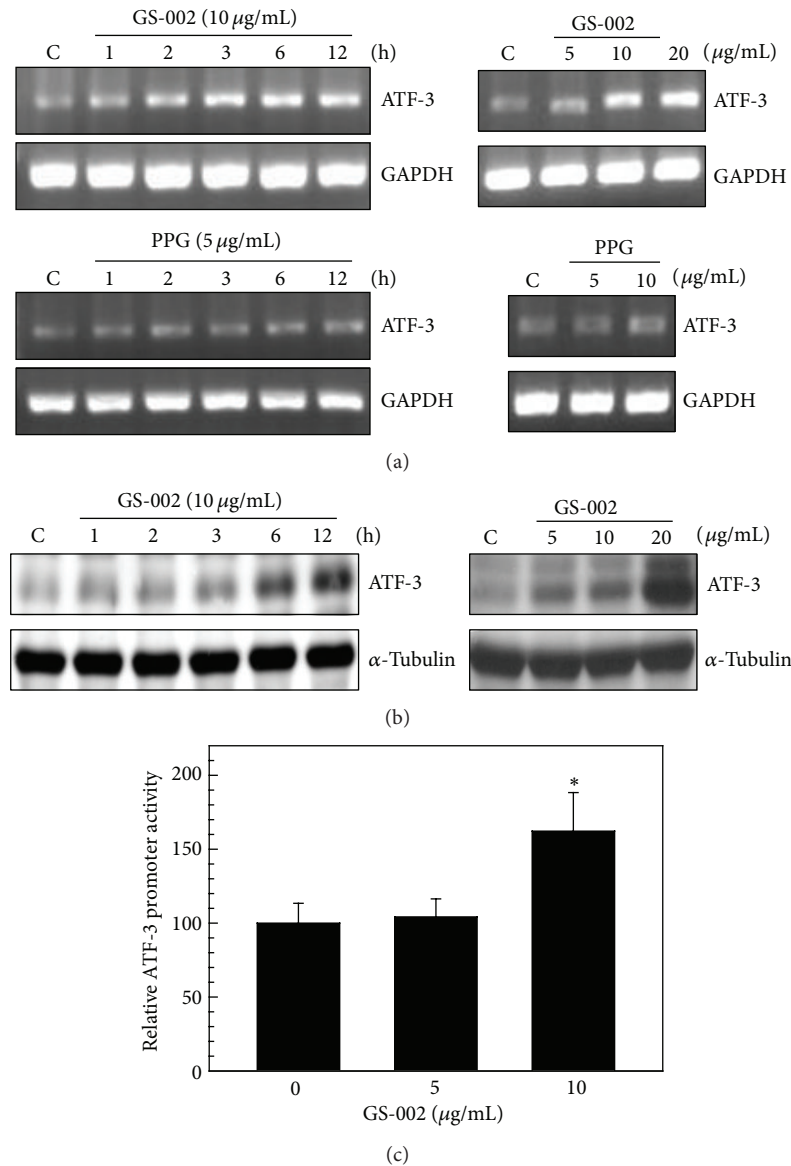 GS-002 (10 μg/mL)
C 1 2 3 6 12 (h)
ATF-3
GAPDH
GS-002
C 5 10 20 (μg/mL)
ATF-3
GAPDH
PPG (5 μg/mL)
C 1 2 3 6 12 (h)
ATF-3
GAPDH
PPG
C 5 10 (μg/mL)
ATF-3
GAPDH
(a)
GS-002 (10 μg/mL)
C 1 2 3 6 12 (h)
ATF-3
α-Tubulin
GS-002
C 5 10 20 (μg/mL)
ATF-3
α-Tubulin
(b)
Relative ATF-3 promoter activity
200
150
100
50
0
*
0 5 10
GS-002 (μg/mL)
(c)